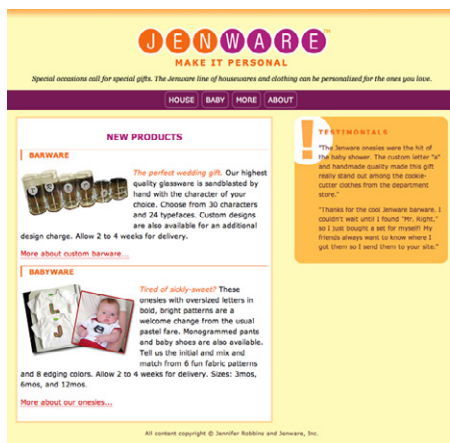 JENWARE™
MAKE IT PERSONAL
Special occasions call for special gifts. The Jenware line of housewares and clothing can be personalized for the ones you love.
HOUSE BABY MORE ABOUT
NEW PRODUCTS
BARWARE
The perfect wedding gift. Our highest
quality glassware is sandblasted by
hand with the character of your
choice. Choose from 30 characters
and 24 typefaces. Custom designs
are also available for an additional
design charge. Allow 2 to 4 weeks for delivery.
More about custom barware...
BABYWARE
Tired of sickly-sweet? These
onesies with oversized letters in
bold, bright patterns are a
welcome change from the usual
pastel fare. Monogrammed pants
and baby shoes are also available.
Tell us the initial and mix and
match from 6 fun fabric patterns
and 8 edging colors. Allow 2 to 4 weeks for delivery. Sizes: 3mos,
6mos, and 12mos.
More about our onesies...
!
TESTIMONIALS
"The Jenware onesies were the hit of
the baby shower. The custom letter "a"
and handmade quality made this gift
really stand out among the cookie-
cutter clothes from the department
store."
"Thanks for the cool Jenware barware. I
couldn't wait until I found "Mr. Right,"
so I just bought a set for myself! My
friends always want to know where I
got them so I send them to your site."
All content copyright © Jennifer Robbins and Jenware, Inc.